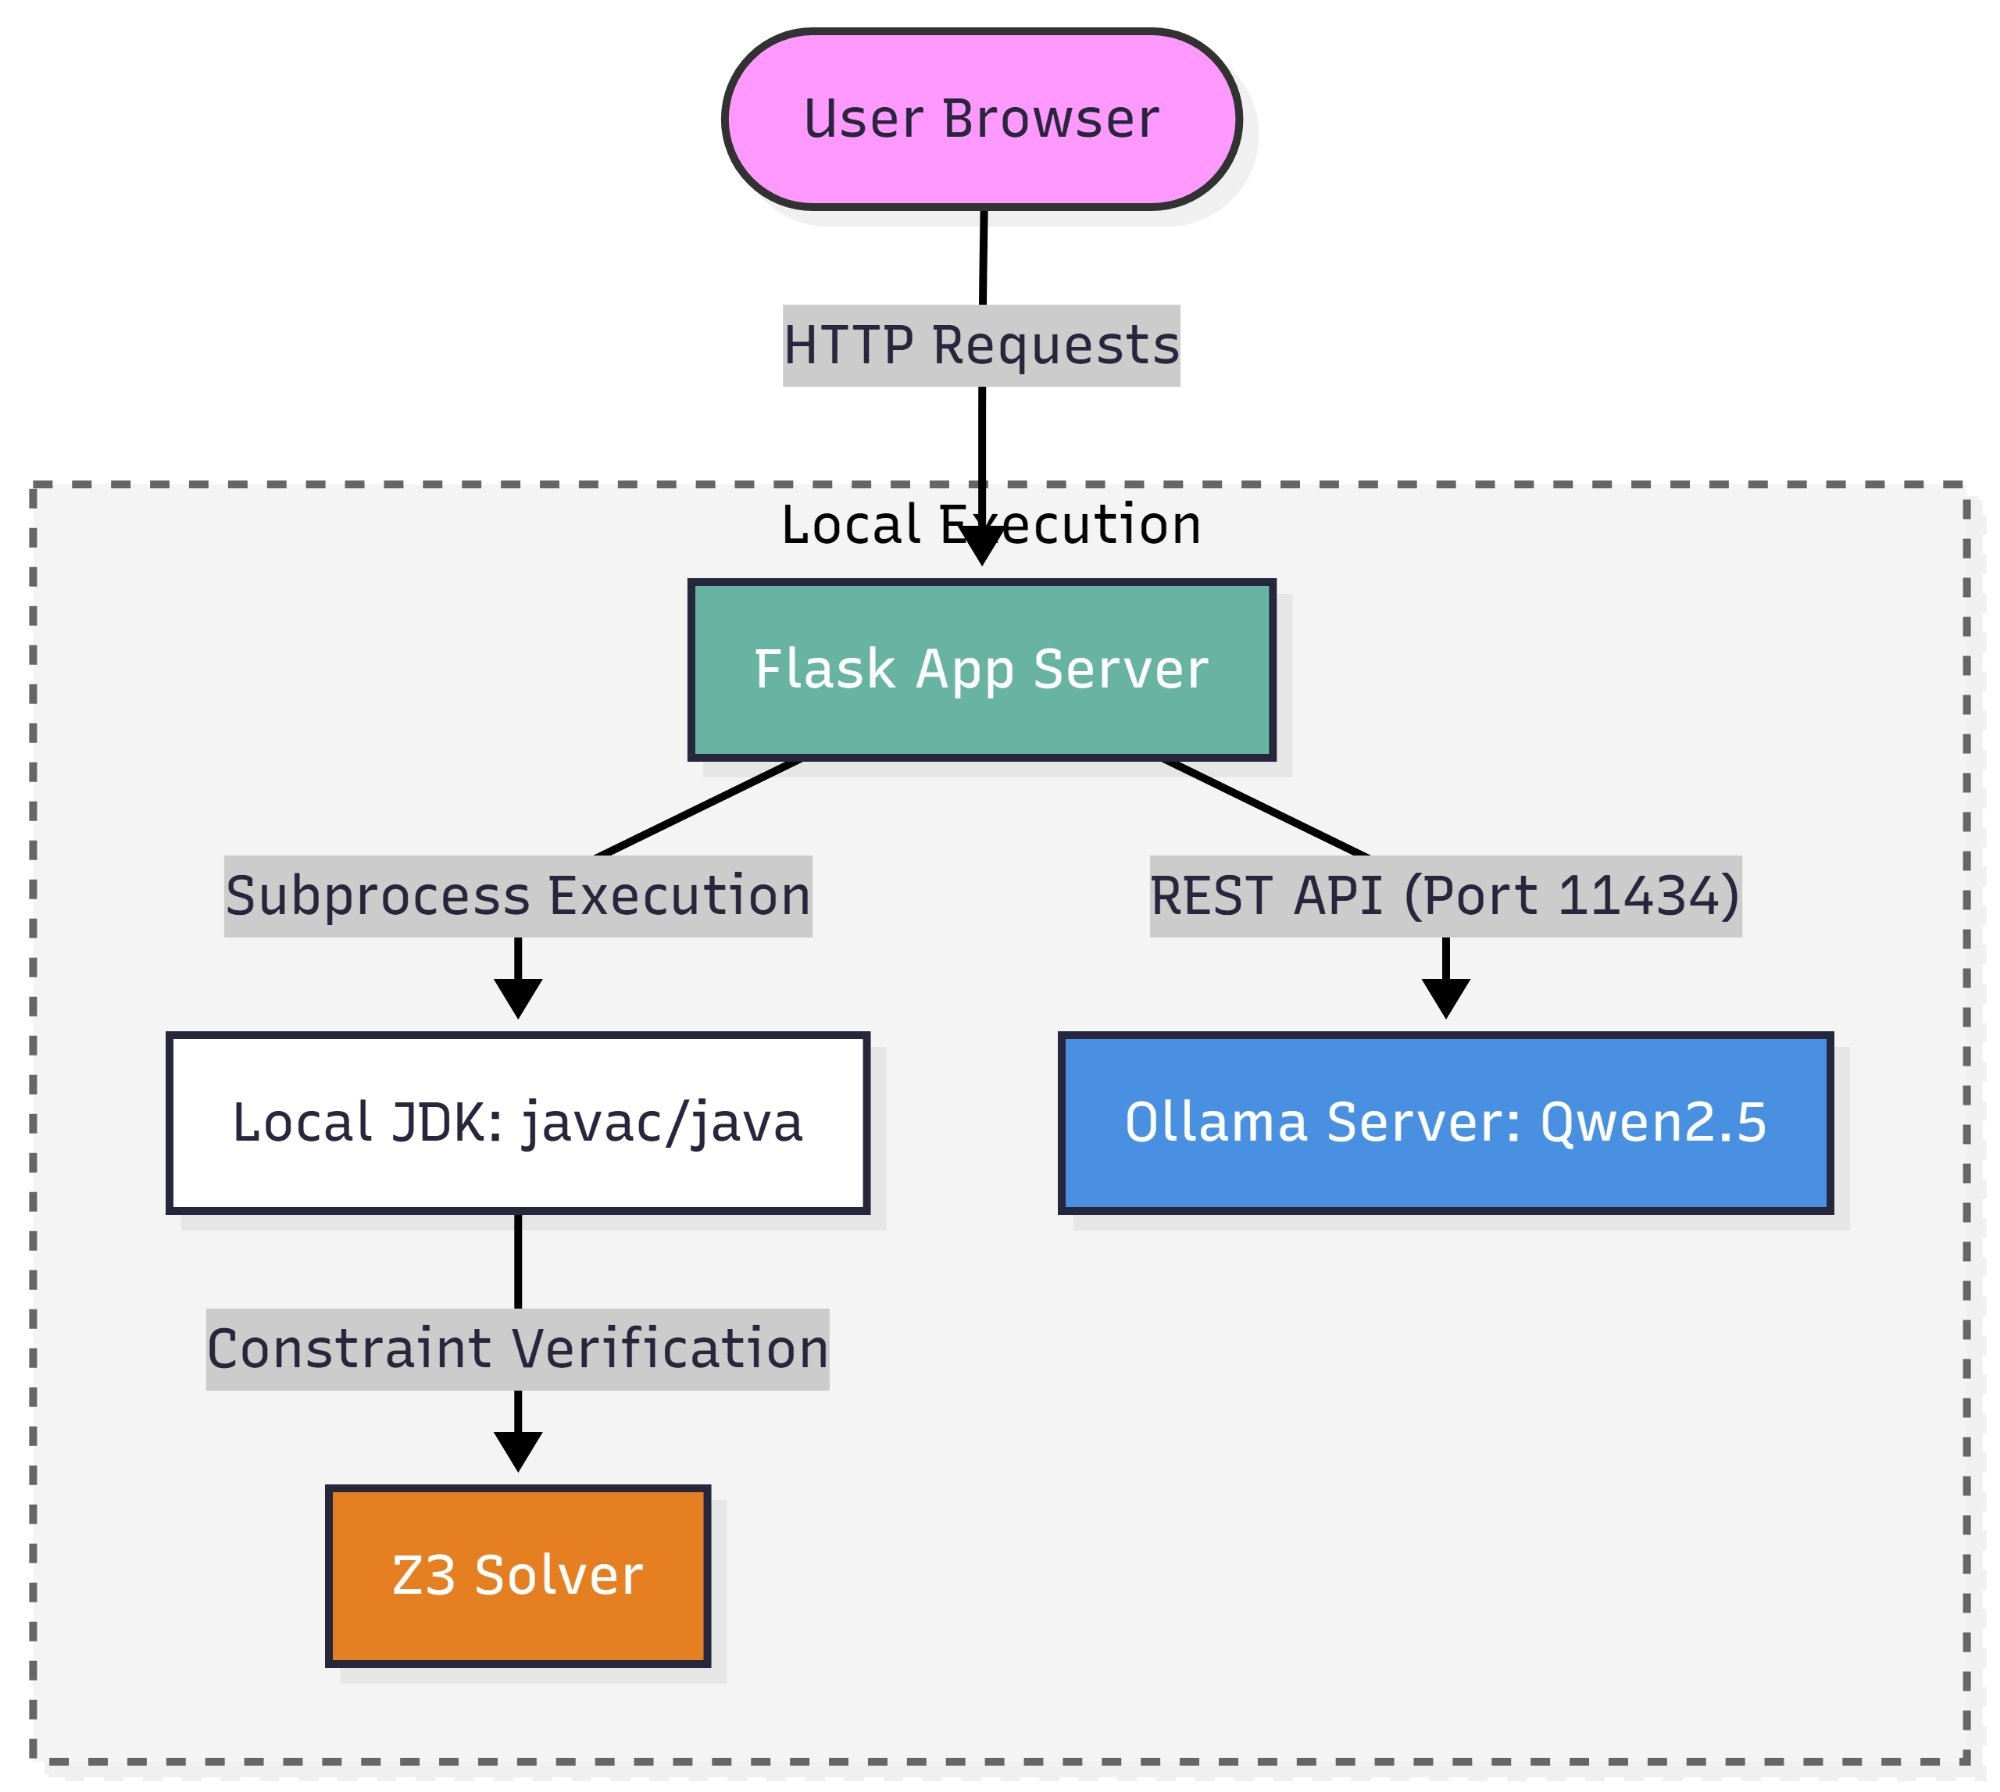 User Browser
HTTP Requests
Local Execution
Flask App Server
Subprocess Execution
REST API (Port 11434)
Local JDK: javac/java
Ollama Server: Qwen2.5
Constraint Verification
Z3 Solver